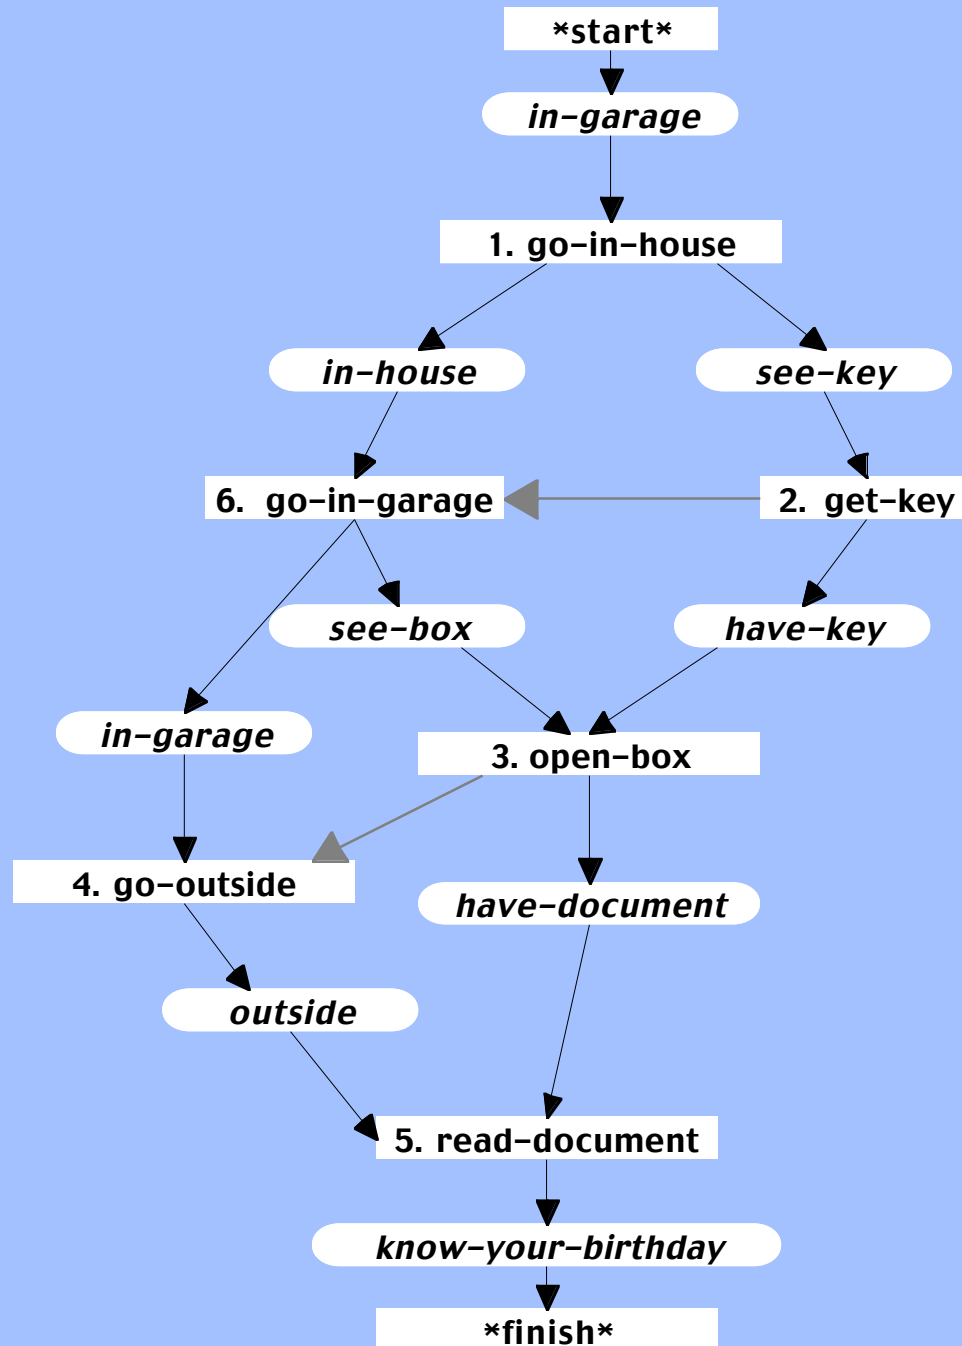 *start*
in-garage
1. go-in-house
in-house
see-key
6. go-in-garage
2. get-key
see-box
have-key
in-garage
3. open-box
4. go-outside
have-document
outside
5. read-document
know-your-birthday
*finish*